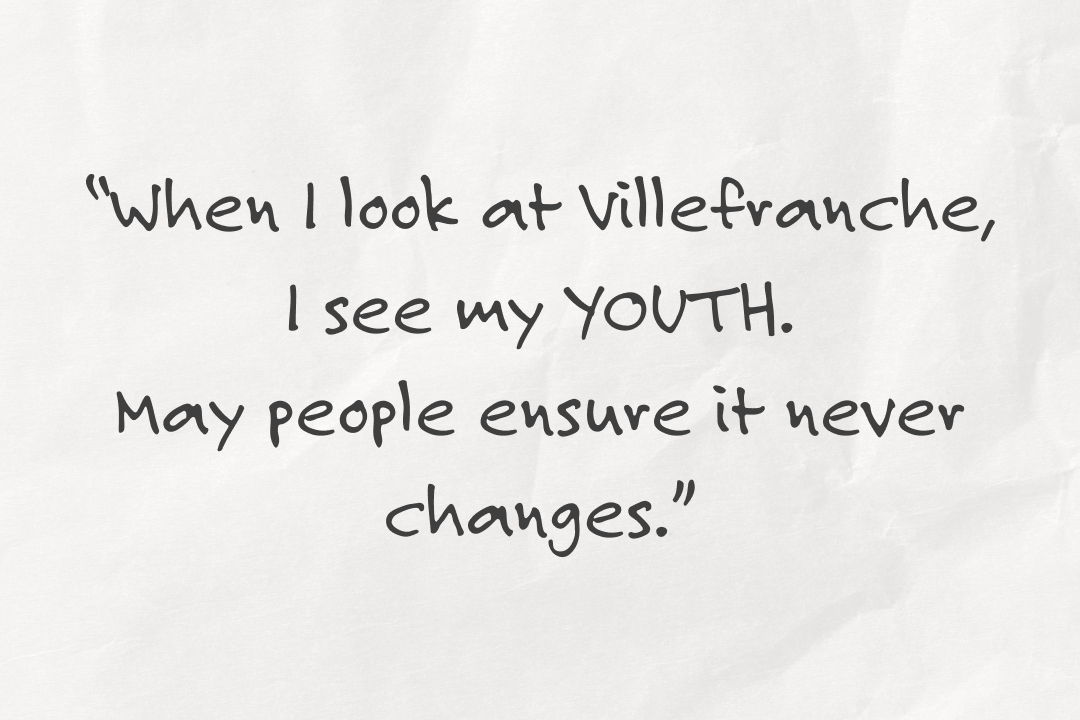 “When I look at Villefranche,
I see my YOUTH.
May people ensure it never
changes.”